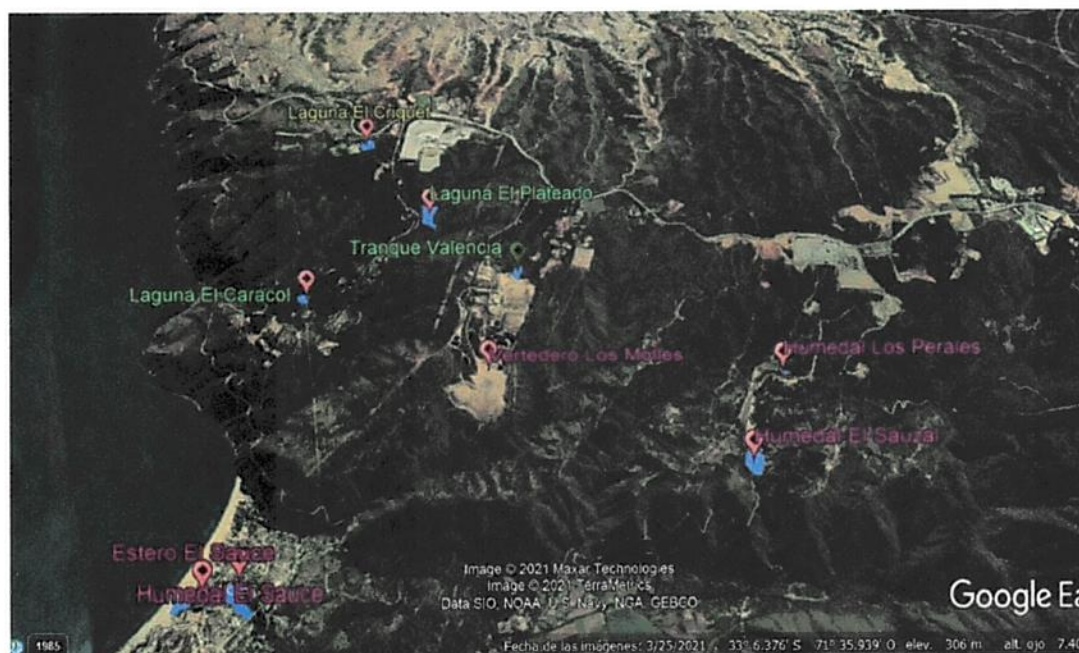 Laguna El Criquet
Laguna El Plateado
Tranque Valencia
Laguna El Caracol
Vertedero Los Molles
Humedal Los Perales
Humedal El Sauzal
Estero El Sauce
Humedal El Sauce
Image © 2021 Maxar Technologies
Image © 2021 TerraMetrics
Data SIO, NOAA, U.S. Navy, NGA, GEBCO
Google Ea
1985
Fecha de las imágenes: 3/25/2021 33° 6.376' S 71° 35.939' O elev. 306 m alt. ojo 7.40